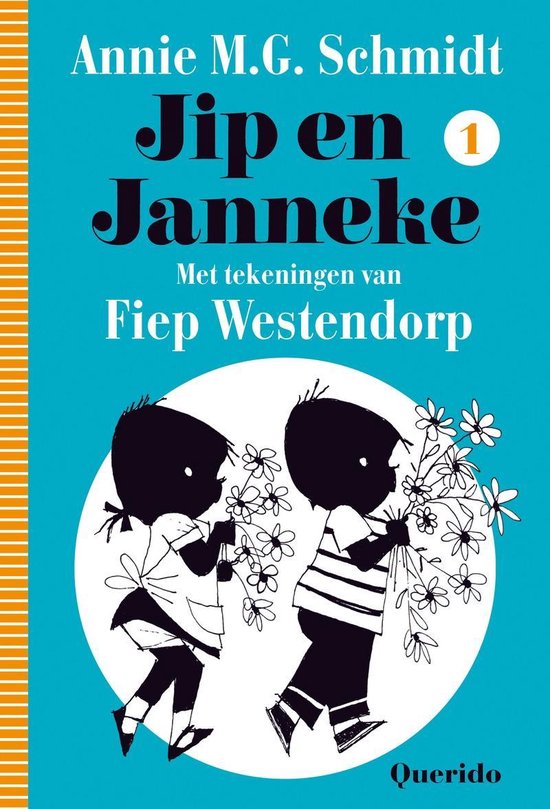 Annie M.G. Schmidt
Jip en
1
Janneke
Met tekeningen van
Fiep Westendorp
Querido